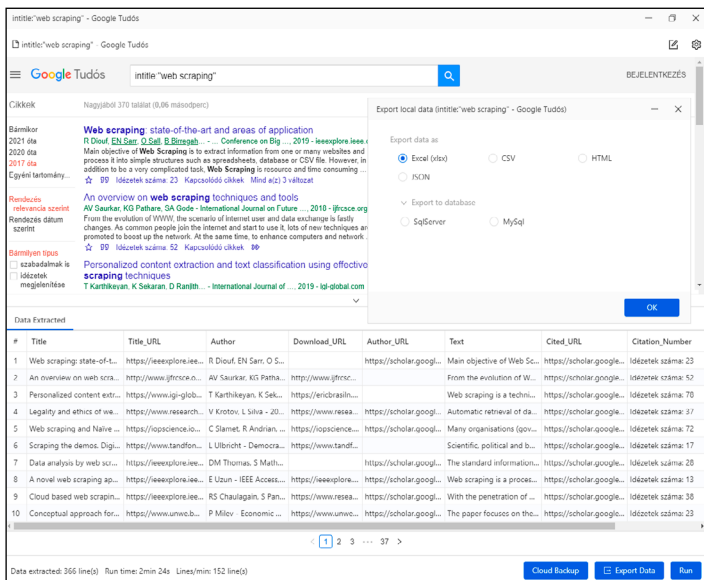 intitle:"web scraping" - Google Tudós
intitle:"web scraping" - Google Tudós
Google Tudós
intitle:"web scraping"
BEJELENTKEZÉS
Cikkek
Nagyjából 370 találat (0,06 másodperc)
Bármikor
2021 óta
2020 óta
2017 óta
Egyéni tartomány...
Rendezés
relevancia szerint
Rendezés dátum
szerint
Bármilyen típus
szabadalmak is
idézetek
megjelenítése
Web scraping: state-of-the-art and areas of application
R Diouf, EN Sarr, O Sall, B Birregah... - ... Conference on Big ..., 2019 - ieeexplore.ieee.
Main objective of Web Scraping is to extract information from one or many websites and
process it into simple structures such as spreadsheets, database or CSV file. However, in
addition to be a very complicated task, Web Scraping is resource and time consuming ...
Idézetek száma: 23 Kapcsolódó cikkek Mind a(z) 3 változat
An overview on web scraping techniques and tools
AV Saurkar, KG Pathare, SA Gode - International Journal on Future ..., 2018 - ijfrcsce.org
From the evolution of WWW, the scenario of internet user and data exchange is fastly
changes. As common people join the internet and start to use it, lots of new techniques are
promoted to boost up the network. At the same time, to enhance computers and network
Idézetek száma: 52 Kapcsolódó cikkek
Personalized content extraction and text classification using effective
scraping techniques
T Karthikeyan, K Sekaran, D Ranjith... - International Journal of ..., 2019 - igi-global.com
Export local data (intitle:"web scraping" - Google Tudós)
Export data as
Excel (xlsx)
CSV
HTML
JSON
Export to database
SqlServer
MySql
OK
Data Extracted
# Title Title_URL Author Download_URL Author_URL Text Cited_URL Citation_Number
1 Web scraping: state-of-t... https://ieeexplore.iee... R Diouf, EN Sarr, O S... https://scholar.googl... Main objective of Web Sc... https://scholar.google... Idézetek száma: 23
2 An overview on web scra... http://www.ijfrcsce.o... AV Saurkar, KG Patha... http://www.ijfrcsc... From the evolution of W... https://scholar.google... Idézetek száma: 52
3 Personalized content extr... https://www.igi-glob... T Karthikeyan, K Sek... https://ericbrasiln.... Web scraping is a techni... https://scholar.google... Idézetek száma: 78
4 Legality and ethics of we... https://www.research... V Krotov, L Silva - 20... https://www.resea... https://scholar.googl... Automatic retrieval of da... https://scholar.google... Idézetek száma: 37
5 Web scraping and Naïve ... https://iopscience.io... C Slamet, R Andrian, ... https://iopscience.... https://scholar.googl... Many organisations (gov... https://scholar.google... Idézetek száma: 72
6 Scraping the demos. Digi... https://www.tandfon... L Ulbricht - Democra... https://www.tandf... Scientific, political and b... https://scholar.google... Idézetek száma: 17
7 Data analysis by web scr... https://ieeexplore.iee... DM Thomas, S Math... https://scholar.googl... The standard information... https://scholar.google... Idézetek száma: 28
8 A novel web scraping ap... https://ieeexplore.iee... E Uzun - IEEE Access... https://ieeexplore.... https://scholar.googl... Web scraping is a proces... https://scholar.google... Idézetek száma: 13
9 Cloud based web scrapin... https://ieeexplore.iee... RS Chaulagain, S Pan... https://www.resea... https://scholar.googl... With the penetration of ... https://scholar.google... Idézetek száma: 38
10 Conceptual approach for... https://www.unwe.b... P Milev - Economic ... https://www.unwe... https://scholar.googl... The paper focuses on the... https://scholar.google... Idézetek száma: 23
< 1 2 3 ... 37 >
Data extracted: 366 line(s) Run time: 2min 24s Lines/min: 152 line(s)
Cloud Backup
Export Data
Run